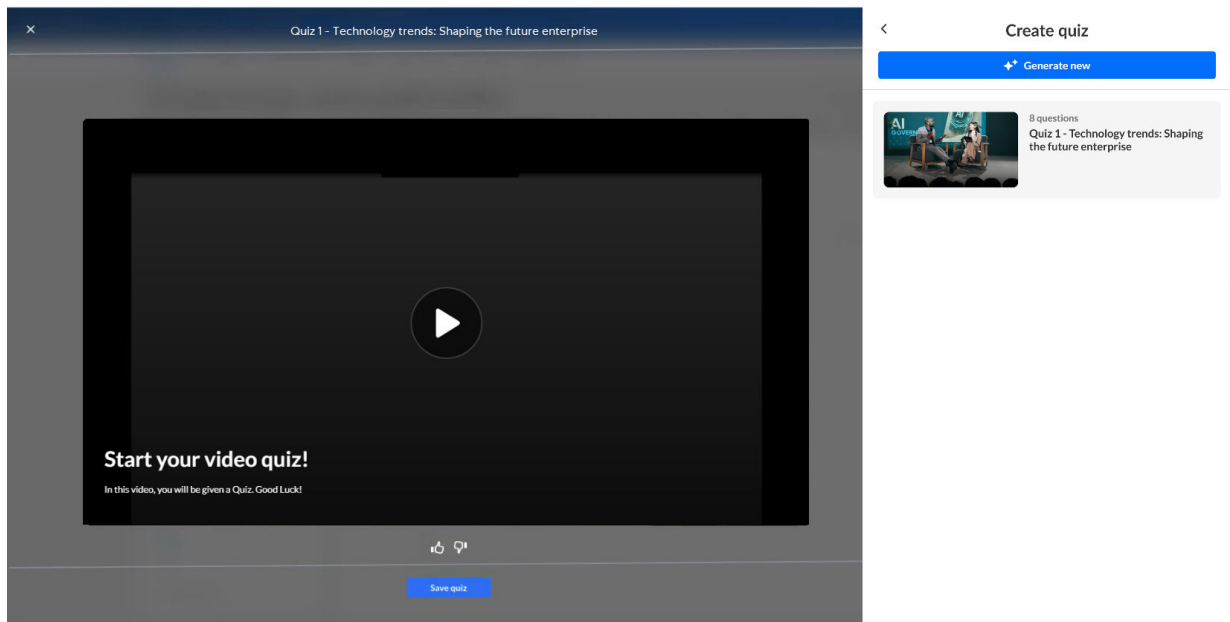 Quiz 1 - Technology trends: Shaping the future enterprise
Start your video quiz!
In this video, you will be given a Quiz. Good Luck!
Save quiz
Create quiz
Generate new
AI
8 questions
Quiz 1 - Technology trends: Shaping
the future enterprise